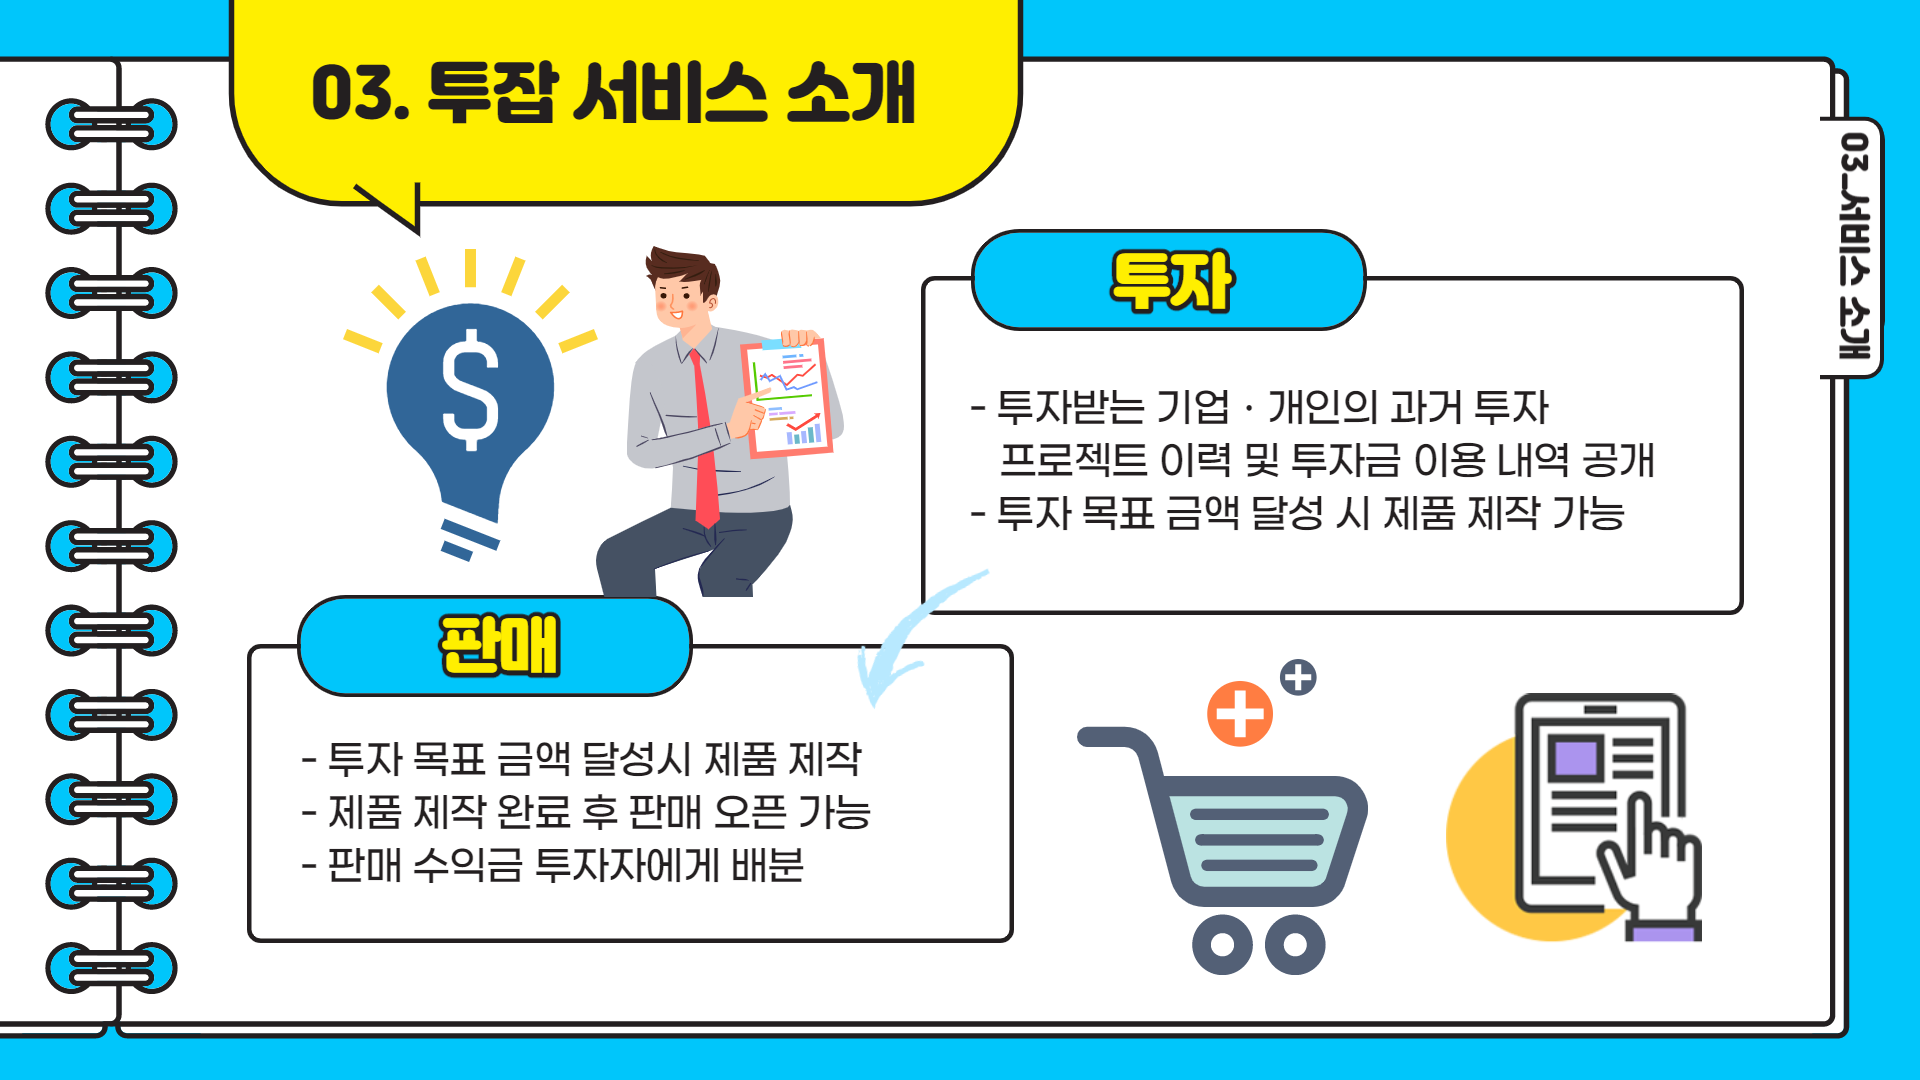 03. 투잡 서비스 소개
03_서비스 소개
투자
- 투자받는 기업 · 개인의 과거 투자
프로젝트 이력 및 투자금 이용 내역 공개
- 투자 목표 금액 달성 시 제품 제작 가능
$
판매
- 투자 목표 금액 달성시 제품 제작
- 제품 제작 완료 후 판매 오픈 가능
- 판매 수익금 투자자에게 배분